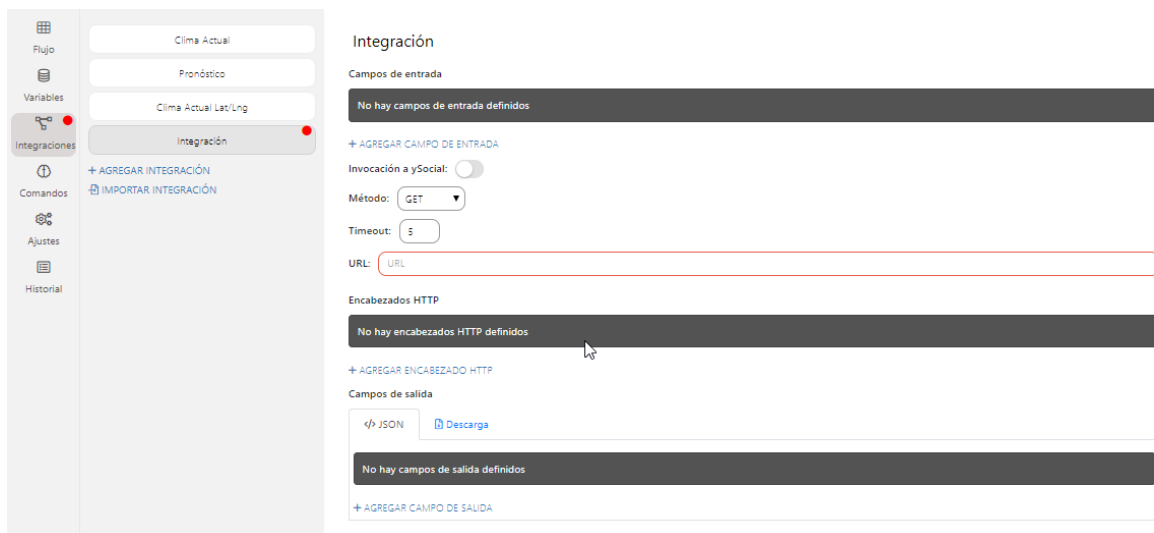 Flujo
Variables
Integraciones
Comandos
Ajustes
Historial
Clima Actual
Pronóstico
Clima Actual Lat/Lng
Integración
+ AGREGAR INTEGRACIÓN
IMPORTAR INTEGRACIÓN
Integración
Campos de entrada
No hay campos de entrada definidos
+ AGREGAR CAMPO DE ENTRADA
Invocación a ySocial:
Método: GET
Timeout: 5
URL: URL
Encabezados HTTP
No hay encabezados HTTP definidos
+ AGREGAR ENCABEZADO HTTP
Campos de salida
</> JSON Descarga
No hay campos de salida definidos
+ AGREGAR CAMPO DE SALIDA